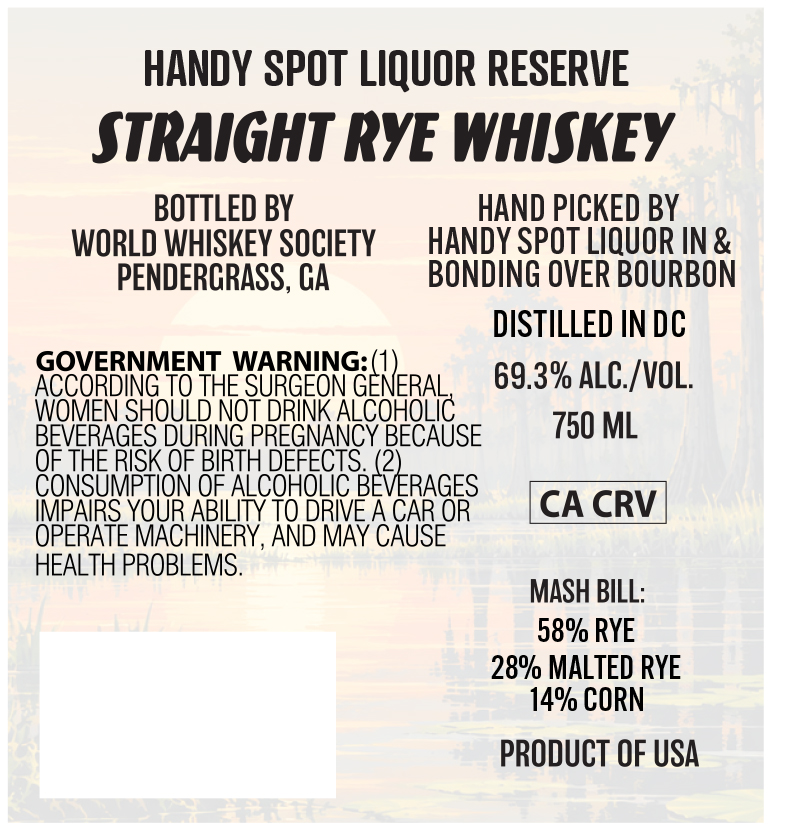 HANDY SPOT LIQUOR RESERVE
STRAIGHT RYE WHISKEY
BOTTLED BY
WORLD WHISKEY SOCIETY
PENDERGRASS, GA
HAND PICKED BY
HANDY SPOT LIQUOR IN &
BONDING OVER BOURBON
DISTILLED IN DC
69.3% ALC./VOL.
750 ML
CA CRV
GOVERNMENT WARNING: (1)
ACCORDING TO THE SURGEON GENERAL,
WOMEN SHOULD NOT DRINK ALCOHOLIC
BEVERAGES DURING PREGNANCY BECAUSE
OF THE RISK OF BIRTH DEFECTS. (2)
CONSUMPTION OF ALCOHOLIC BEVERAGES
IMPAIRS YOUR ABILITY TO DRIVE A CAR OR
OPERATE MACHINERY, AND MAY CAUSE
HEALTH PROBLEMS.
MASH BILL:
58% RYE
28% MALTED RYE
14% CORN
PRODUCT OF USA